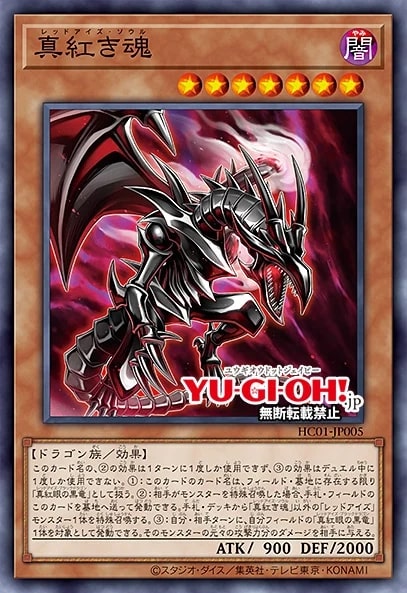 レッドアイズ・ソウル
真紅き魂
やみ
闇
ユウギオウドットジェイピー
YU-GI-OH!.jp
無断転載禁止
HC01-JP005
【ドラゴン族／効果】
このカード名の、②の効果は1ターンに1度しか使用できず、③の効果はデュエル中に
1度しか使用できない。①：このカードは、フィールド・墓地に存在する限り
「真紅眼の黒竜」として扱う。②：相手がモンスターを特殊召喚した場合、手札・フィールドの
このカードを墓地へ送って発動できる。手札・デッキから「真紅き魂」以外の「レッドアイズ」
モンスター1体を特殊召喚する。③：自分・相手ターンに、自分フィールドの「真紅眼の黒竜」
1体を対象として発動できる。そのモンスターの元々の攻撃力分のダメージを相手に与える。
ATK/ 900 DEF/2000
©スタジオ・ダイス／集英社・テレビ東京・KONAMI